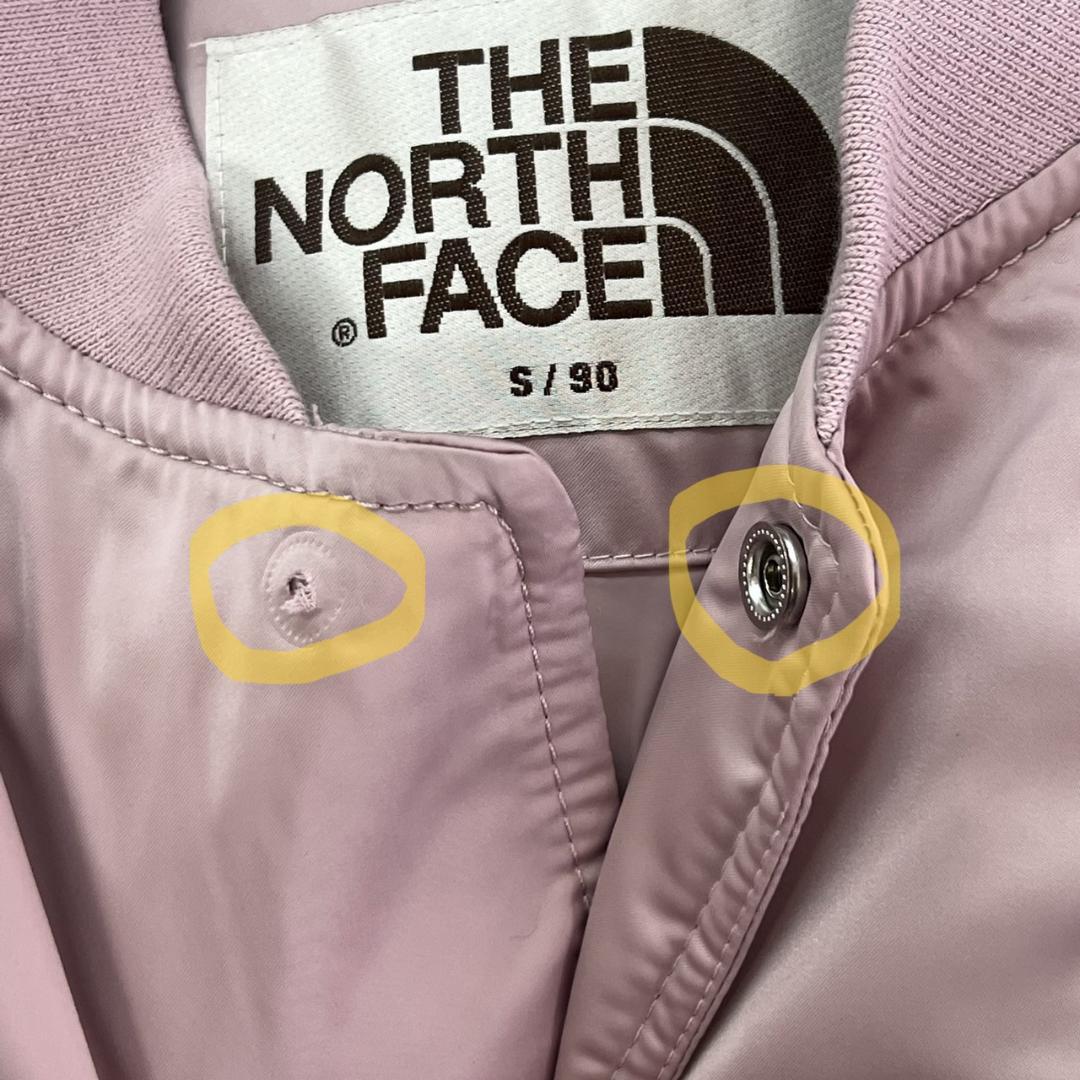 THE
NORTH
FACE
®
S / 90